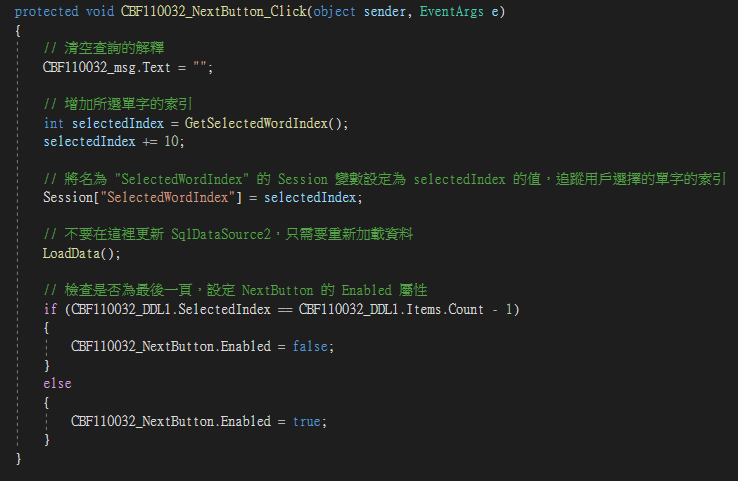 protected void CBF110032_NextButton_Click(object sender, EventArgs e)
{
// 清空查詢的解釋
CBF110032_msg.Text = "";
// 增加所選單字的索引
int selectedIndex = GetSelectedWordIndex();
selectedIndex += 10;
// 將名為 "SelectedWordIndex" 的 Session 變數設定為 selectedIndex 的值，追蹤用戶選擇的單字的索引
Session["SelectedWordIndex"] = selectedIndex;
// 不要在這裡更新 SqlDataSource2，只需要重新加載資料
LoadData();
// 檢查是否為最後一頁，設定 NextButton 的 Enabled 屬性
if (CBF110032_DDL1.SelectedIndex == CBF110032_DDL1.Items.Count - 1)
{
CBF110032_NextButton.Enabled = false;
}
else
{
CBF110032_NextButton.Enabled = true;
}
}